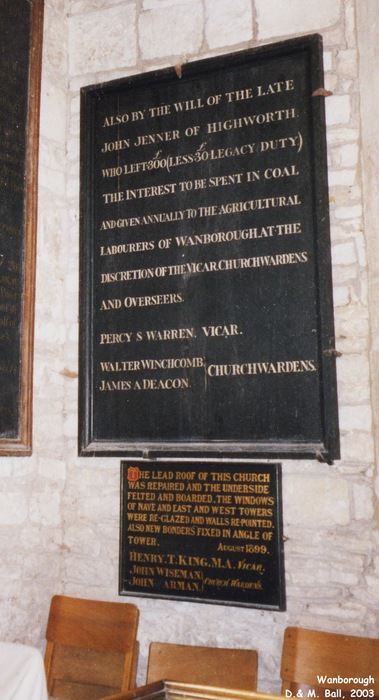 ALSO BY THE WILL OF THE LATE
JOHN JENNER OF HIGHWORTH.
WHO LEFT £300 (LESS £30 LEGACY DUTY)
THE INTEREST TO BE SPENT IN COAL
AND GIVEN ANNUALLY TO THE AGRICULTURAL
LABOURERS OF WANBOROUGH, AT THE
DISCRETION OF THE VICAR, CHURCHWARDENS
AND OVERSEERS.
PERCY S WARREN. VICAR.
WALTER WINCHCOMB,
JAMES A DEACON.
CHURCHWARDENS.
THE LEAD ROOF OF THIS CHURCH
WAS REPAIRED AND THE UNDERSIDE
FELTED AND BOARDED, THE WINDOWS
OF NAVE AND EAST AND WEST TOWERS
WERE RE-GLAZED AND WALLS RE-POINTED.
ALSO NEW BONDERS FIXED IN ANGLE OF
TOWER. AUGUST 1899.
HENRY. T. KING. M.A. VICAR.
JOHN WISEMAN
JOHN ARMAN.
CHURCH WARDENS.
Wanborough
D & M. Ball, 2003